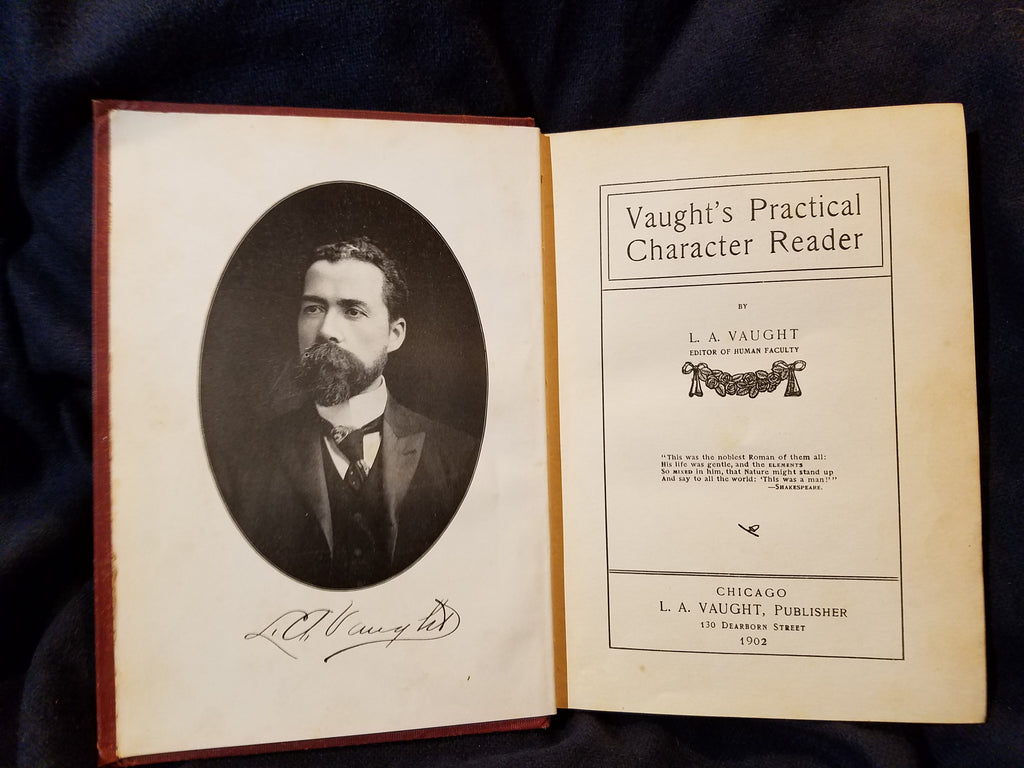 L. A. Vaught
Vaught's Practical
Character Reader
BY
L. A. VAUGHT
EDITOR OF HUMAN FACULTY
"This was the noblest Roman of them all:
His life was gentle, and the ELEMENTS
So MIXED in him, that Nature might stand up
And say to all the world: 'This was a man!'"
—SHAKESPEARE.
CHICAGO
L. A. VAUGHT, PUBLISHER
130 DEARBORN STREET
1902